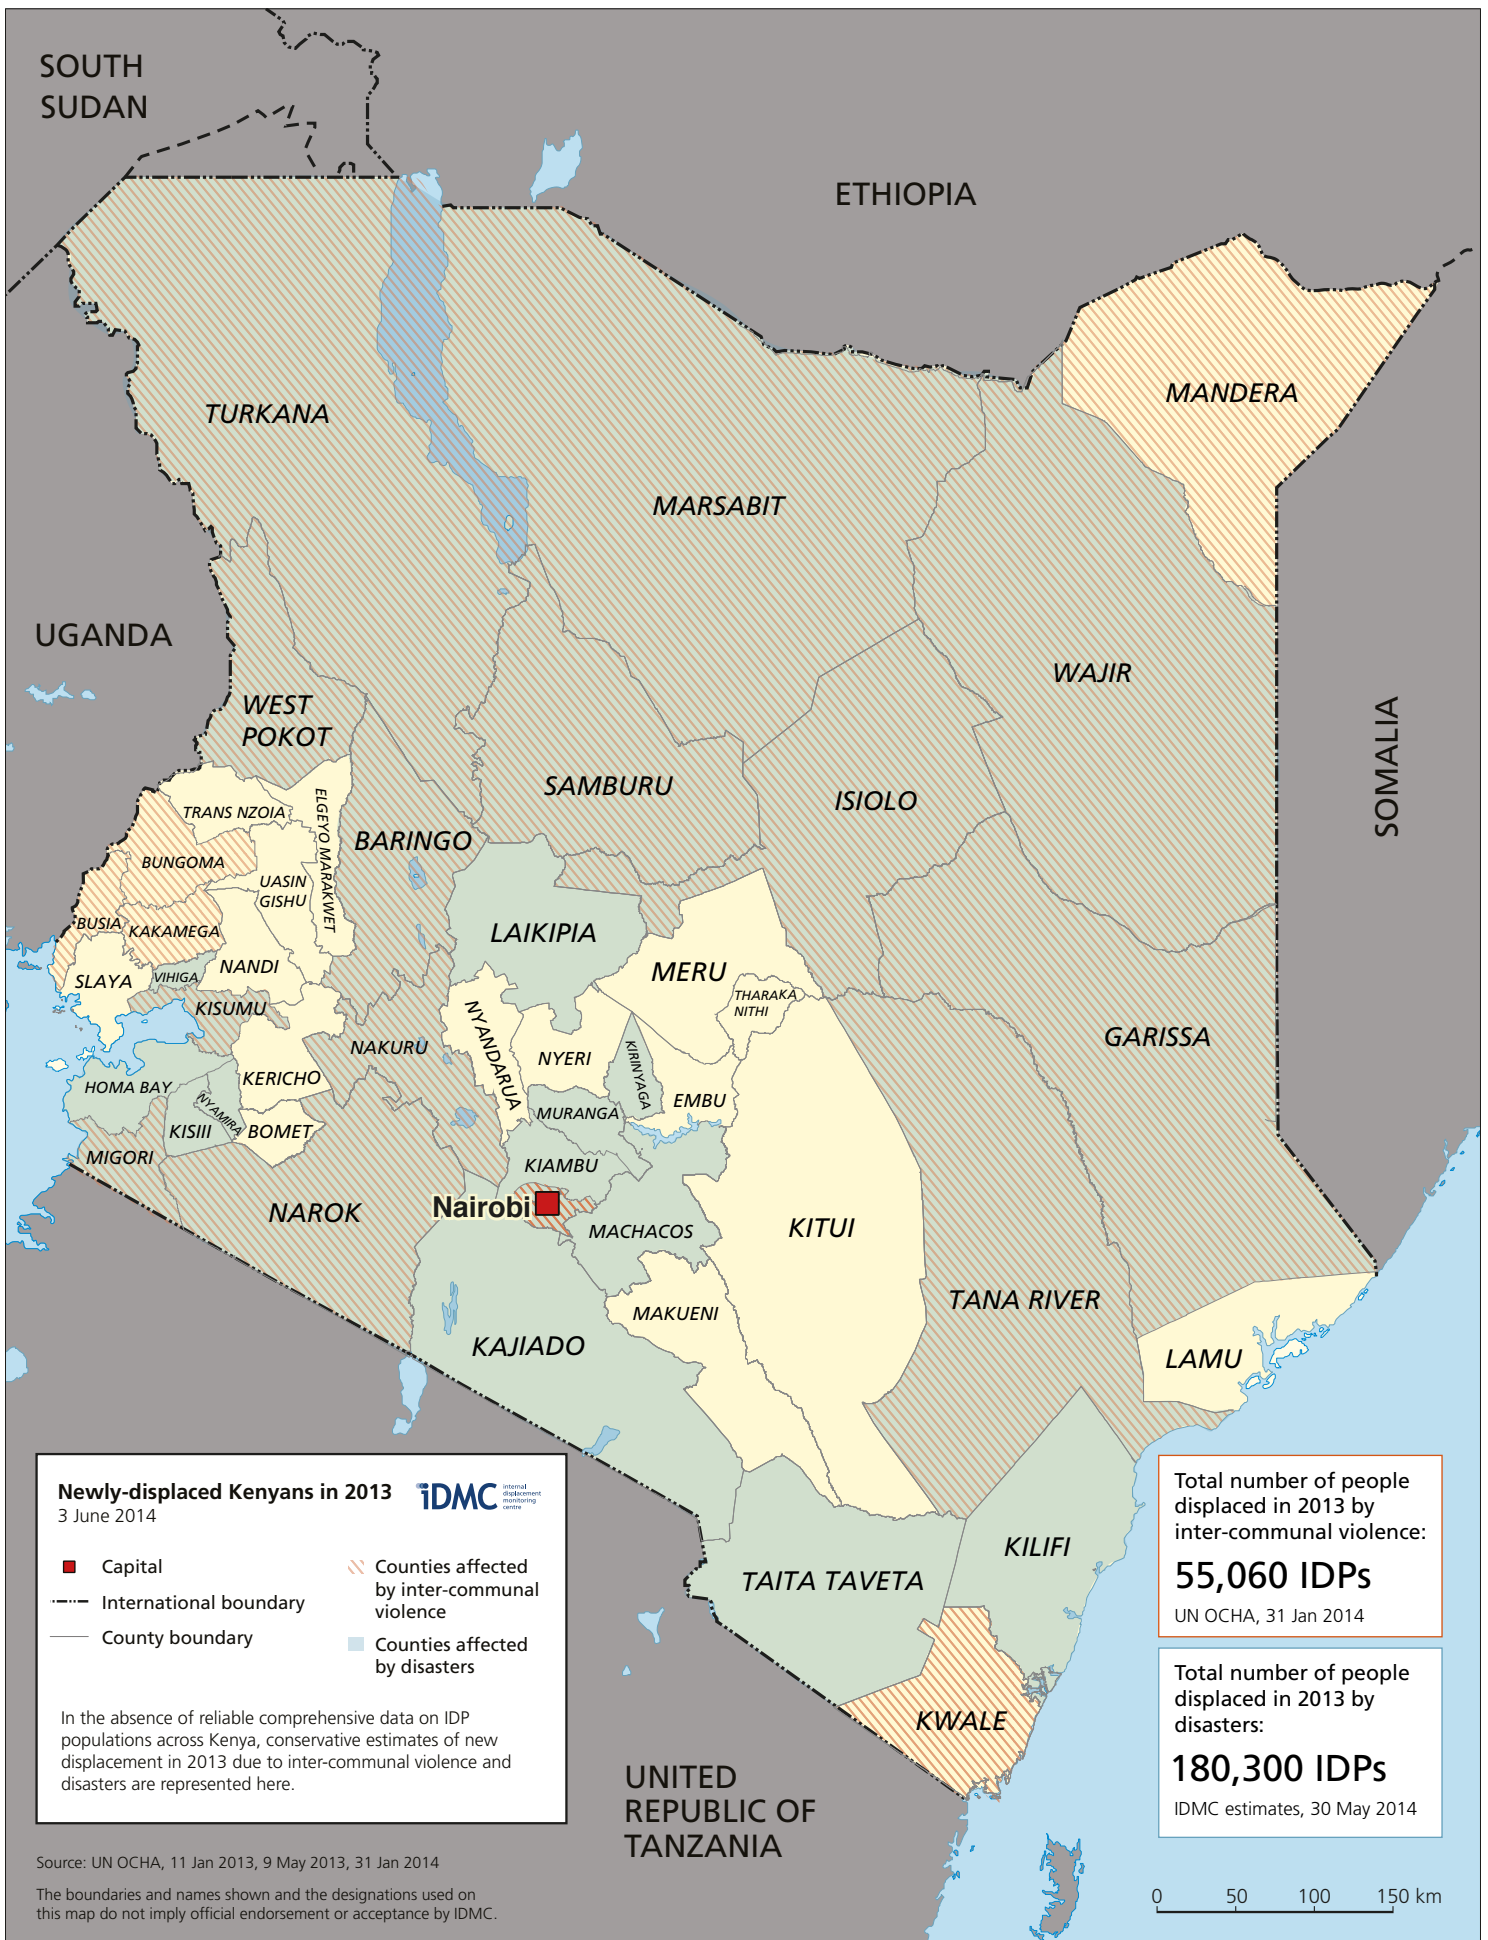 SOUTH
SUDAN
ETHIOPIA
MANDERA
TURKANA
MARSABIT
UGANDA
WAJIR
SOMALIA
WEST
POKOT
SAMBURU
ISIOLO
TRANS NZOIA
ELGEYO MARAKWET
BARINGO
BUNGOMA
UASIN
GISHU
BUSIA
KAKAMEGA
LAIKIPIA
NANDI
MERU
SLAYA
VIHIGA
THARAKA
NITHI
KISUMU
NYANDARUA
NAKURU
NYERI
KIRINYAGA
GARISSA
HOMA BAY
KERICHO
EMBU
NYAMIRA
MURANGA
KISIII
BOMET
MIGORI
KIAMBU
Nairobi
NAROK
MACHACOS
KITUI
TANA RIVER
MAKUENI
KAJIADO
LAMU
KILIFI
TAITA TAVETA
KWALE
UNITED
REPUBLIC OF
TANZANIA
Newly-displaced Kenyans in 2013
3 June 2014
iDMC
internal
displacement
monitoring
centre
Capital
International boundary
County boundary
Counties affected
by inter-communal
violence
Counties affected
by disasters
In the absence of reliable comprehensive data on IDP
populations across Kenya, conservative estimates of new
displacement in 2013 due to inter-communal violence and
disasters are represented here.
Total number of people
displaced in 2013 by
inter-communal violence:
55,060 IDPs
UN OCHA, 31 Jan 2014
Total number of people
displaced in 2013 by
disasters:
180,300 IDPs
IDMC estimates, 30 May 2014
Source: UN OCHA, 11 Jan 2013, 9 May 2013, 31 Jan 2014
The boundaries and names shown and the designations used on
this map do not imply official endorsement or acceptance by IDMC.
0 50 100 150 km